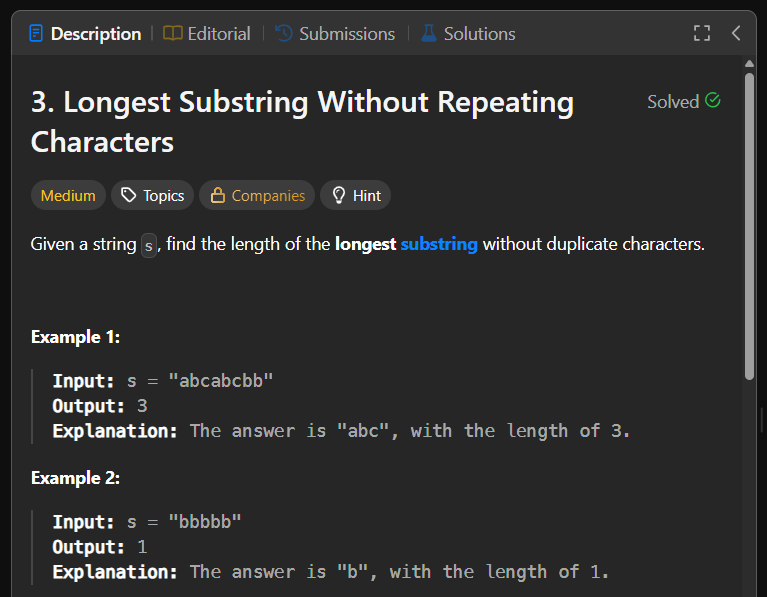 Description | Editorial | Submissions | Solutions
3. Longest Substring Without Repeating
Characters
Solved
Medium Topics Companies Hint
Given a string s, find the length of the longest substring without duplicate characters.
Example 1:
Input: s = "abcabcbb"
Output: 3
Explanation: The answer is "abc", with the length of 3.
Example 2:
Input: s = "bbbbb"
Output: 1
Explanation: The answer is "b", with the length of 1.